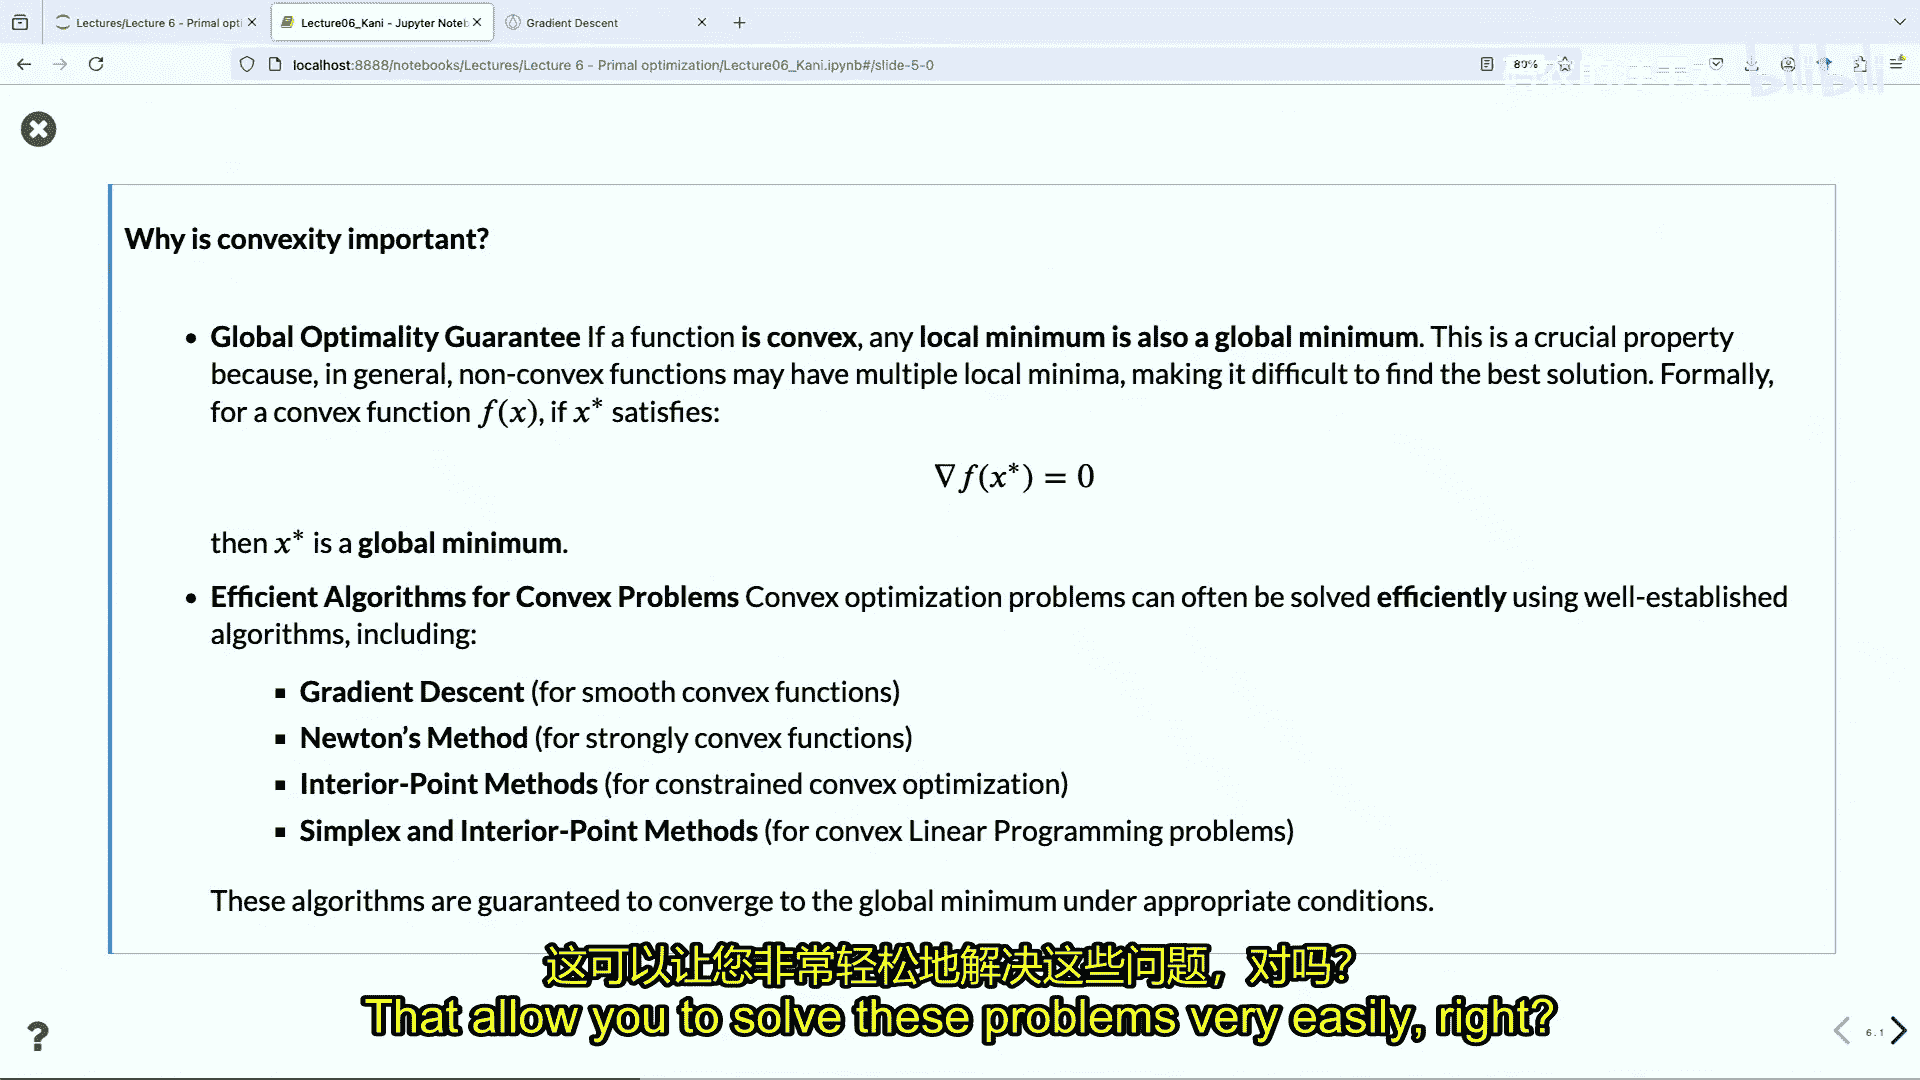 Lectures/Lecture 6 - Primal opti
Lecture06_Kani - Jupyter Note
Gradient Descent
localhost:8888/notebooks/Lectures/Lecture 6 - Primal optimization/Lecture06_Kani.ipynb#/slide-5-0
80%
Why is convexity important?
• Global Optimality Guarantee If a function is convex, any local minimum is also a global minimum. This is a crucial property
because, in general, non-convex functions may have multiple local minima, making it difficult to find the best solution. Formally,
for a convex function f(x), if x* satisfies:
∇f(x*) = 0
then x* is a global minimum.
• Efficient Algorithms for Convex Problems Convex optimization problems can often be solved efficiently using well-established
algorithms, including:
▪ Gradient Descent (for smooth convex functions)
▪ Newton's Method (for strongly convex functions)
▪ Interior-Point Methods (for constrained convex optimization)
▪ Simplex and Interior-Point Methods (for convex Linear Programming problems)
These algorithms are guaranteed to converge to the global minimum under appropriate conditions.
这可以让您非常轻松地解决这些问题，对吗？
That allow you to solve these problems very easily, right?
?
6.1